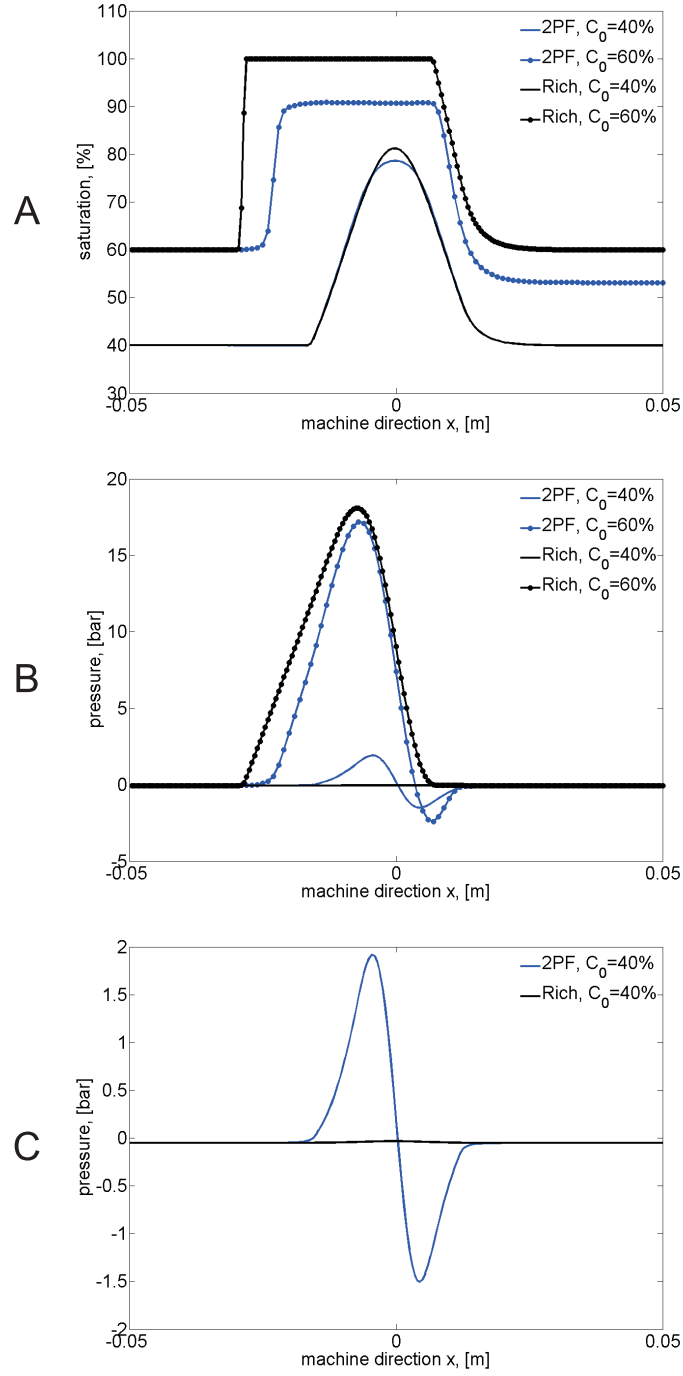 A
saturation, [%]
100
90
80
70
60
50
40
30
-0.05
0
0.05
machine direction x, [m]
2PF, C0=40%
2PF, C0=60%
Rich, C0=40%
Rich, C0=60%
B
pressure, [bar]
20
15
10
5
0
-5
-0.05
0
0.05
machine direction x, [m]
2PF, C0=40%
2PF, C0=60%
Rich, C0=40%
Rich, C0=60%
C
pressure, [bar]
2
1.5
1
0.5
0
-0.5
-1
-1.5
-2
-0.05
0
0.05
machine direction x, [m]
2PF, C0=40%
Rich, C0=40%